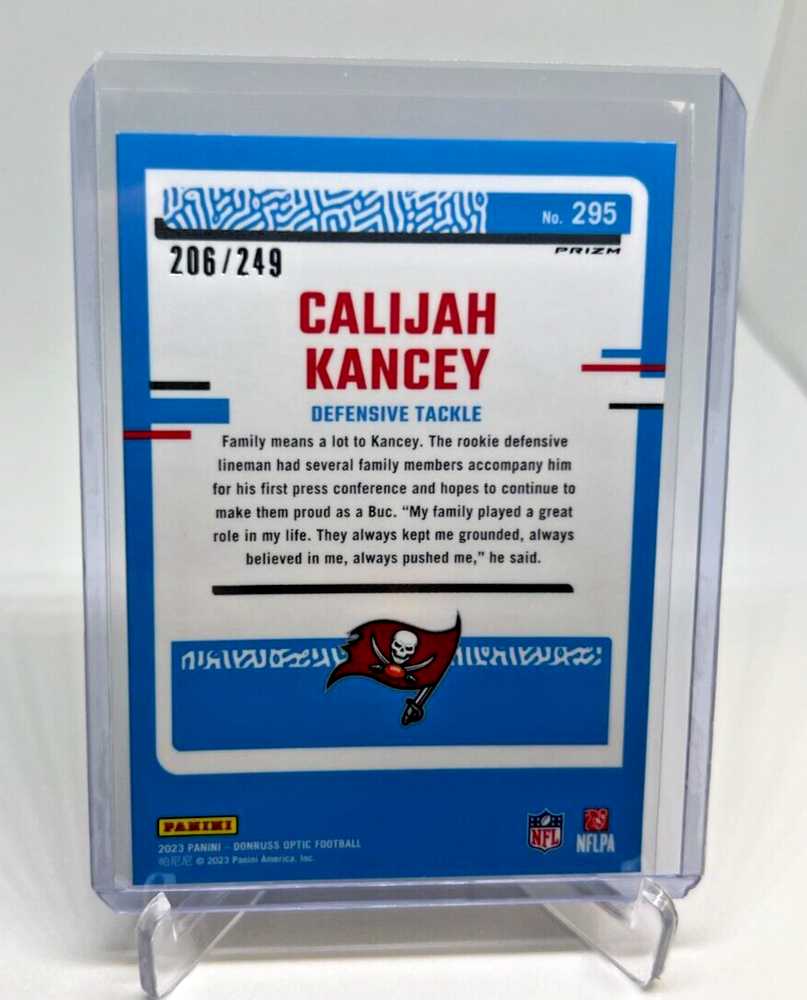 No. 295
PRIZM
206/249
CALIJAH
KANCEY
DEFENSIVE TACKLE
Family means a lot to Kancey. The rookie defensive
lineman had several family members accompany him
for his first press conference and hopes to continue to
make them proud as a Buc. “My family played a great
role in my life. They always kept me grounded, always
believed in me, always pushed me,” he said.
PANINI
2023 PANINI – DONRUSS OPTIC FOOTBALL
帕尼尼 © 2023 Panini America, Inc.
NFL
NFLPA